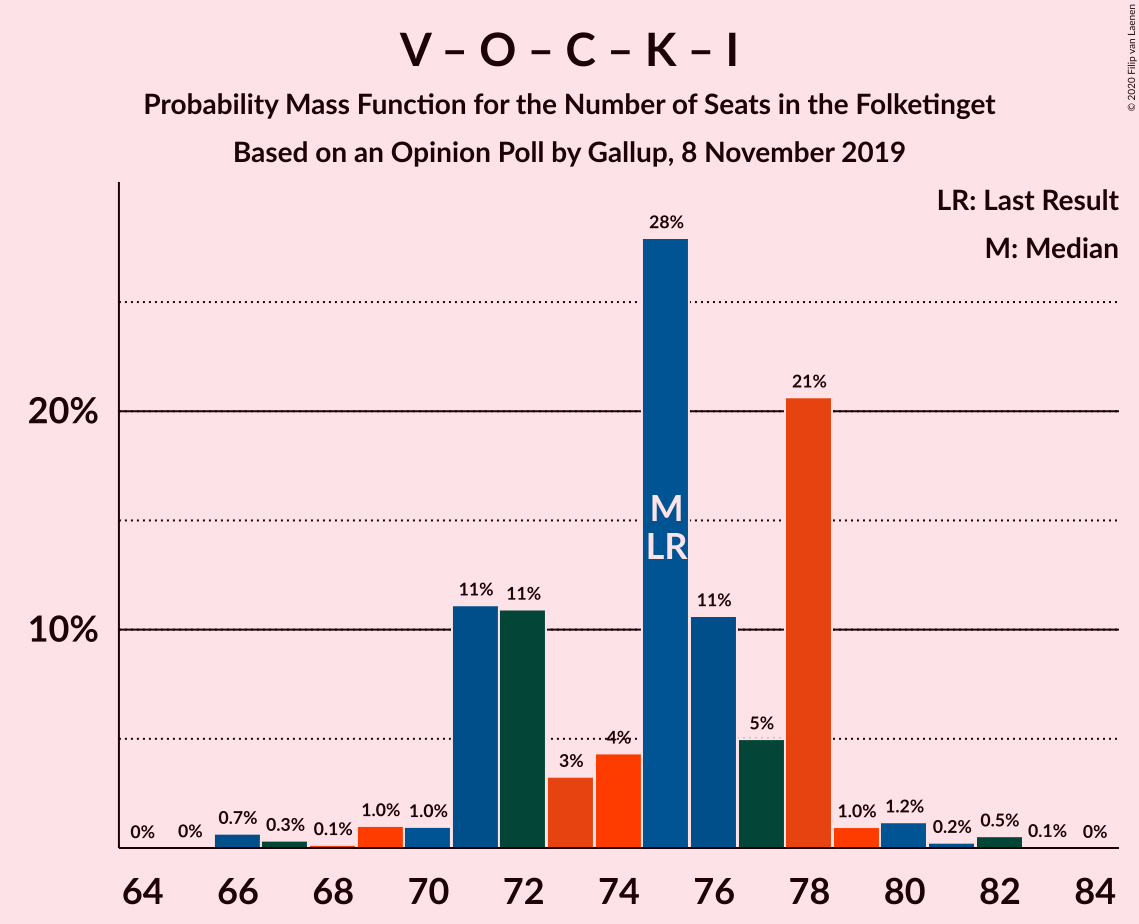 V – O – C – K – I
Probability Mass Function for the Number of Seats in the Folketinget
Based on an Opinion Poll by Gallup, 8 November 2019
© 2020 Filip van Laenen
LR: Last Result
M: Median
20%
10%
0%
0%
0.7%
0.3%
0.1%
1.0%
1.0%
11%
11%
3%
4%
28%
11%
5%
21%
1.0%
1.2%
0.2%
0.5%
0.1%
0%
M
LR
64 66 68 70 72 74 76 78 80 82 84